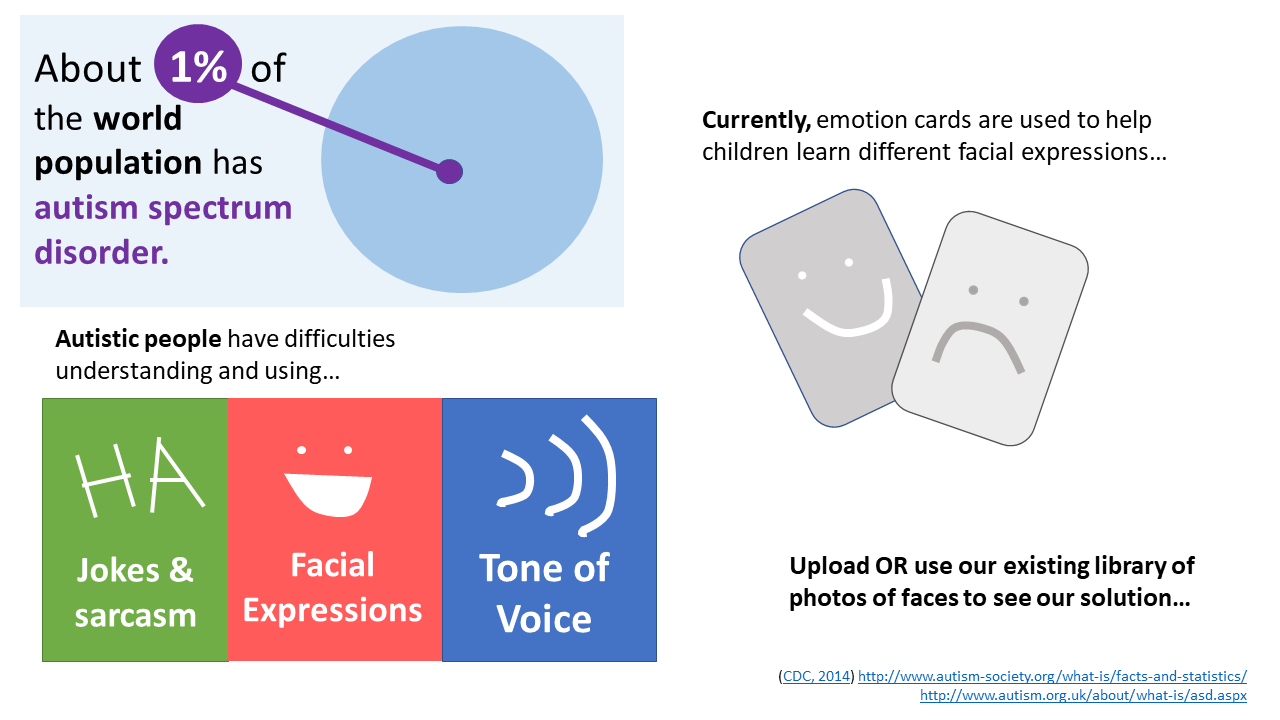 About 1% of
the world
population has
autism spectrum
disorder.
Autistic people have difficulties
understanding and using…
HA
Jokes &
sarcasm
Facial
Expressions
Tone of
Voice
Currently, emotion cards are used to help
children learn different facial expressions…
Upload OR use our existing library of
photos of faces to see our solution…
(CDC, 2014) http://www.autism-society.org/what-is/facts-and-statistics/
http://www.autism.org.uk/about/what-is/asd.aspx